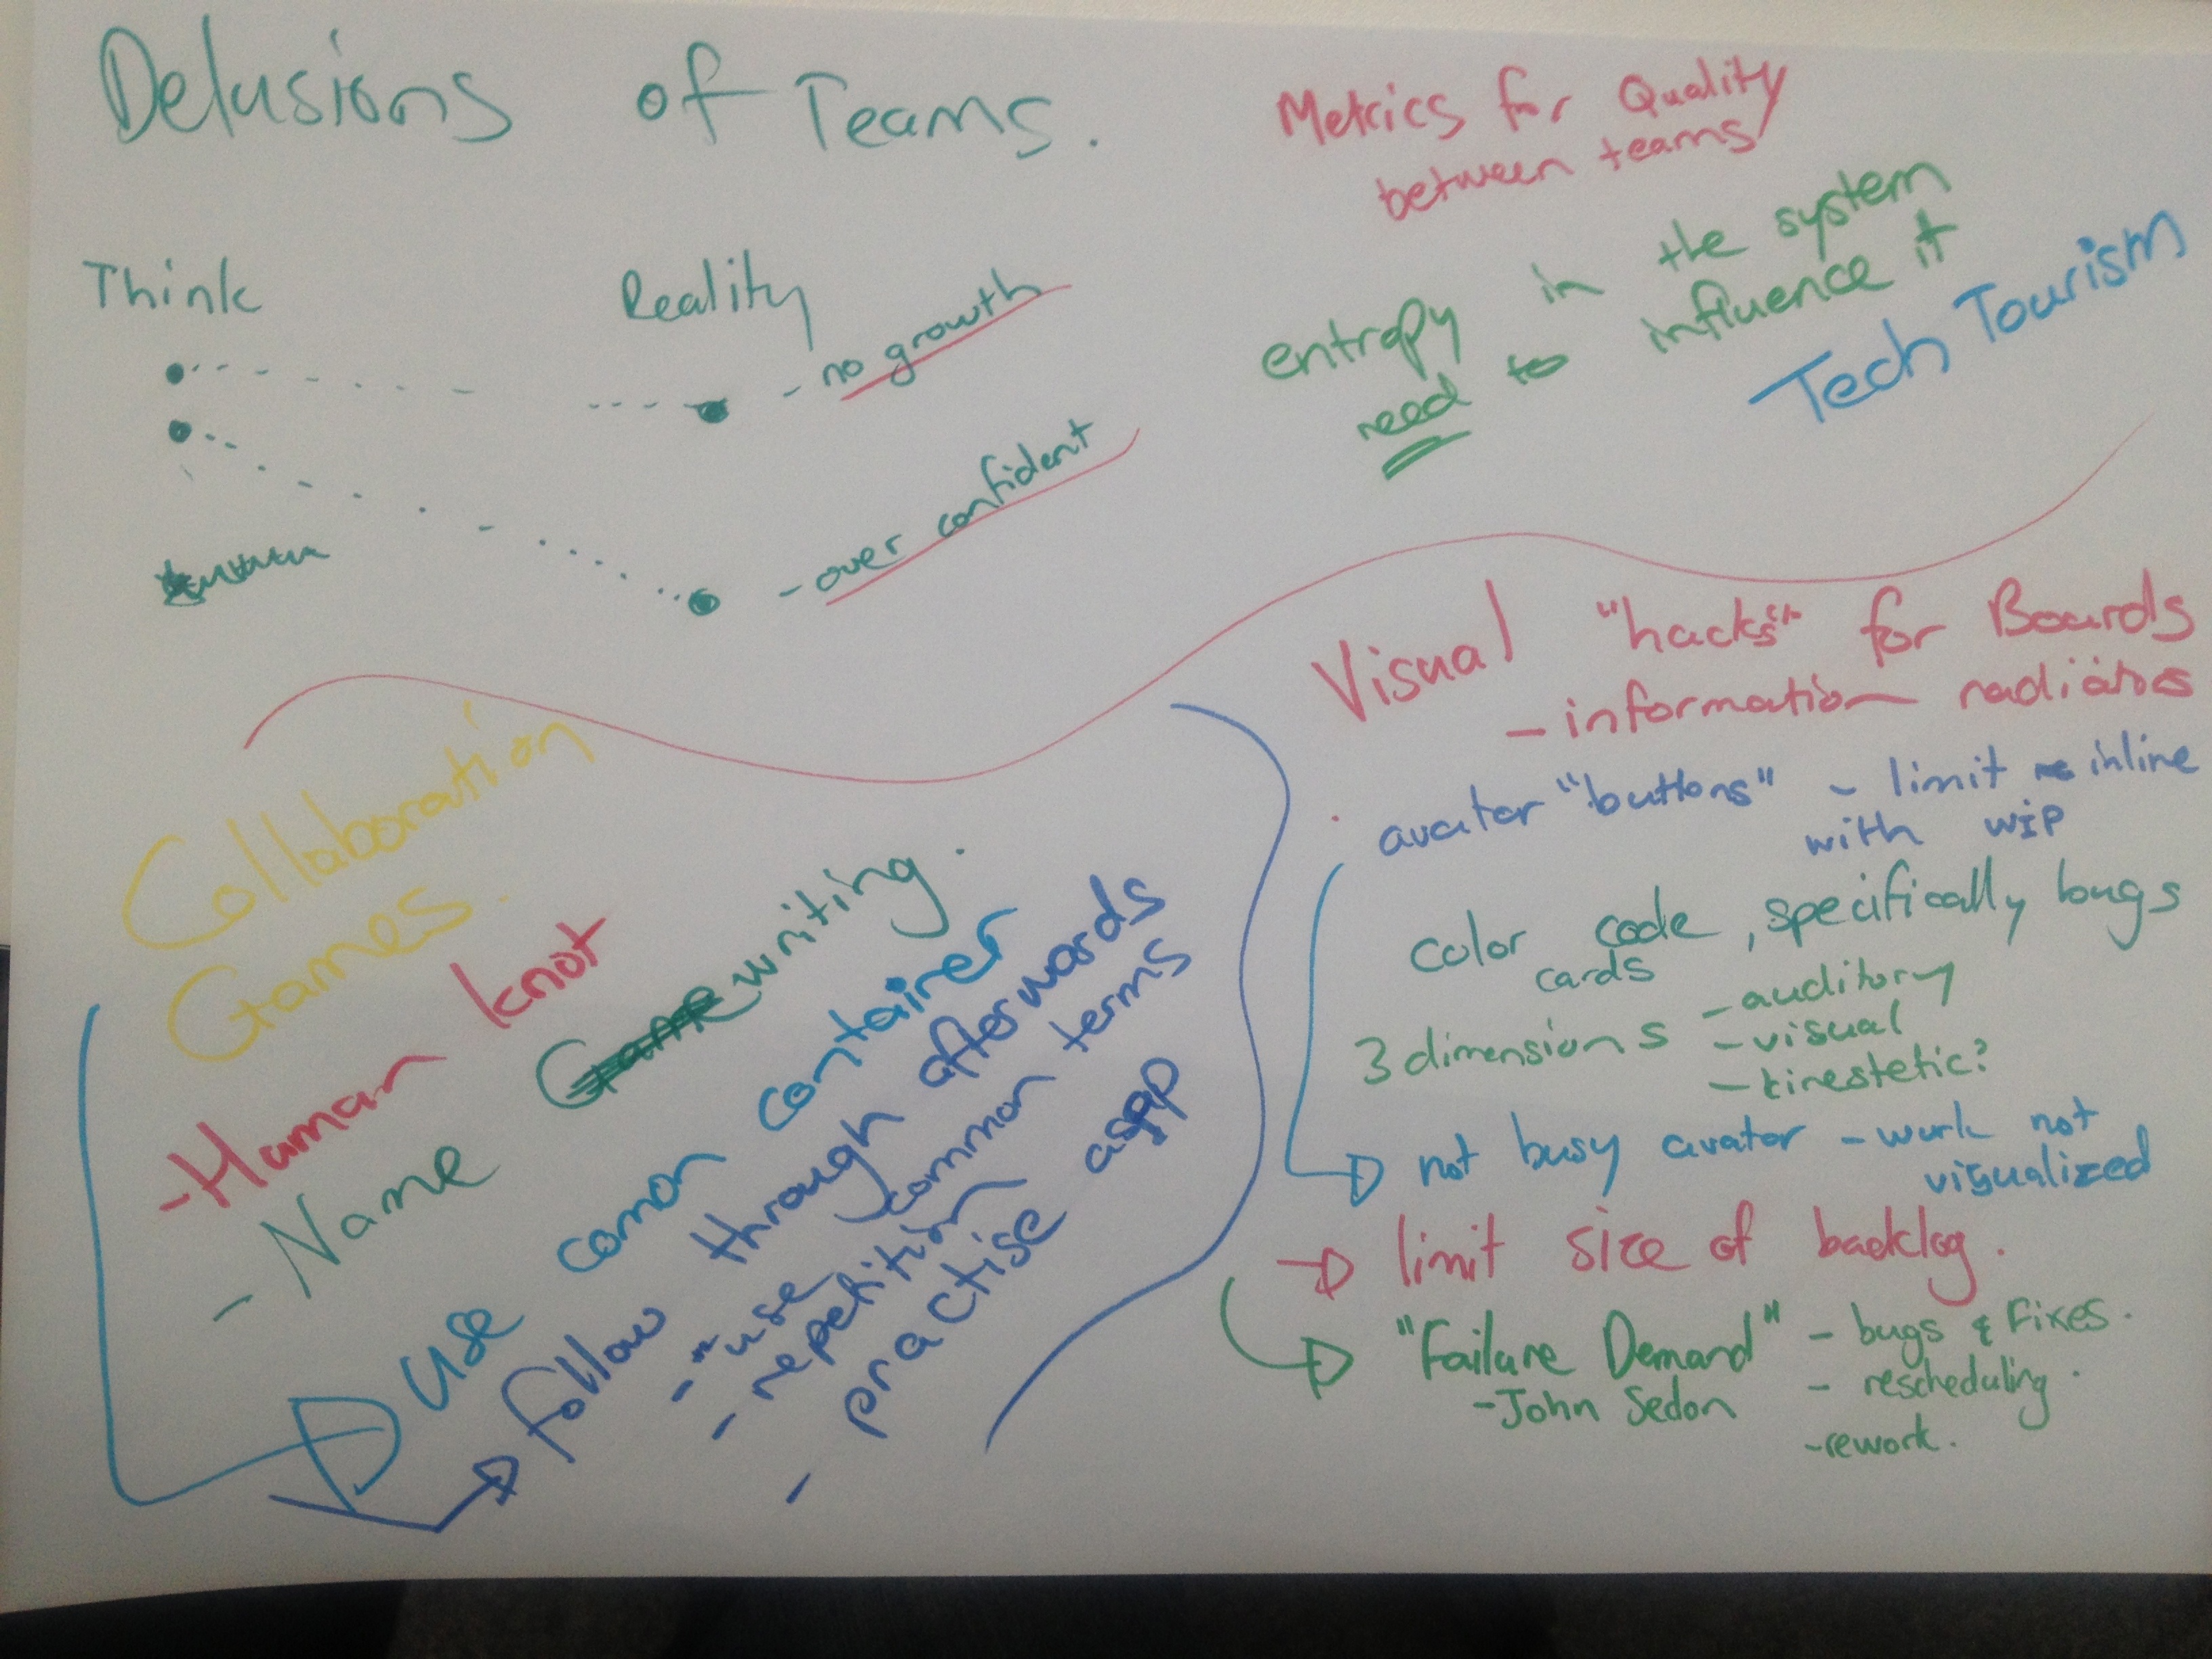 Delusions of Teams.
Think
Reality
- no growth
- over confident
Metrics for Quality
between teams
entropy in the system
need to influence it
Tech Tourism
Collaboration
Games.
- Human knot
- Name Game writing.
Use comon container
follow through afterwards
- "use common terms
- repetition
- practise asap
Visual "hacks" for Boards
- information radiators
avatar "buttons" - limit inline
with WIP
color code, specifically bugs
cards
3 dimensions - auditory
- visual
- kinestetic?
not busy avatar - work not
visualized
limit size of backlog.
"Failure Demand" - bugs & fixes.
- John Sedon - rescheduling.
- rework.